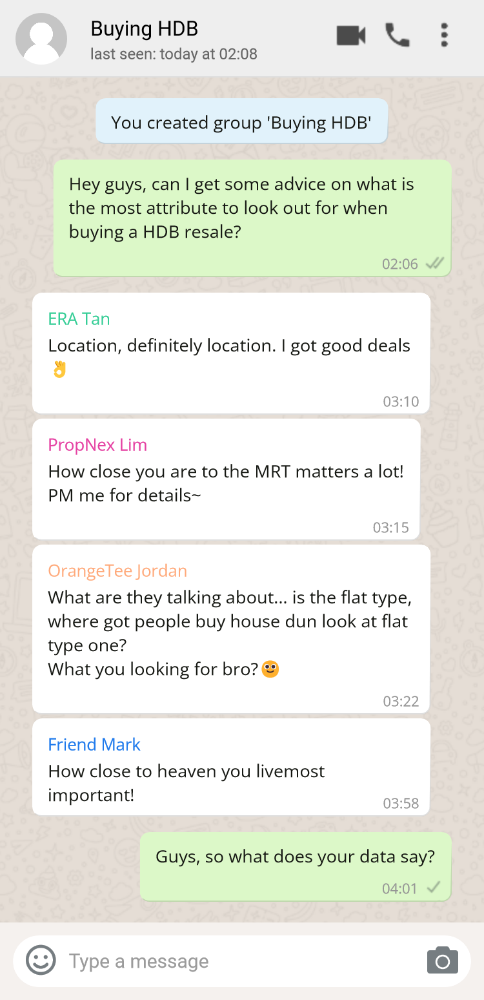 Buying HDB
last seen: today at 02:08
You created group 'Buying HDB'
Hey guys, can I get some advice on what is
the most attribute to look out for when
buying a HDB resale?
02:06
ERA Tan
Location, definitely location. I got good deals
👌
03:10
PropNex Lim
How close you are to the MRT matters a lot!
PM me for details~
03:15
OrangeTee Jordan
What are they talking about... is the flat type,
where got people buy house dun look at flat
type one?
What you looking for bro?🙂
03:22
Friend Mark
How close to heaven you livemost
important!
03:58
Guys, so what does your data say?
04:01
Type a message